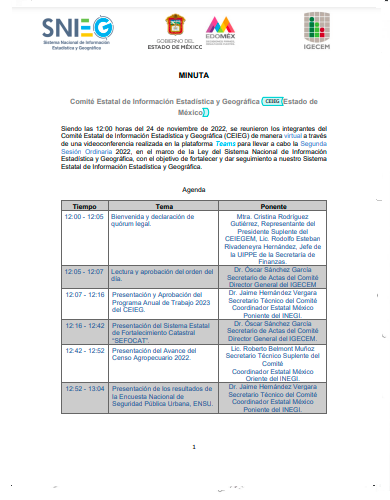 SNIEG
Sistema Nacional de Información
Estadística y Geográfica
GOBIERNO DEL
ESTADO DE MÉXICO
EDOMÉX
IGECEM
MINUTA
Comité Estatal de Información Estadística y Geográfica (CEIEG Estado de
México)
Siendo las 12:00 horas del 24 de noviembre de 2022, se reunieron los integrantes del
Comité Estatal de Información Estadística y Geográfica (CEIEG) de manera virtual a través
de una videoconferencia realizada en la plataforma Teams para llevar a cabo la Segunda
Sesión Ordinaria 2022, en el marco de la Ley del Sistema Nacional de Información
Estadística y Geográfica, con el objetivo de fortalecer y dar seguimiento a nuestro Sistema
Estatal de Información Estadística y Geográfica.
Agenda
Tiempo Tema Ponente
12:00 - 12:05 Bienvenida y declaración de quórum legal. Mtra. Cristina Rodríguez
Gutiérrez, Representante del
Presidente Suplente del
CEIEGEM, Lic. Rodolfo Esteban
Rivadeneyra Hernández, Jefe de
la UIPPE de la Secretaría de
Finanzas.
12:05 - 12:07 Lectura y aprobación del orden del día. Dr. Óscar Sánchez García
Secretario de Actas del Comité
Director General del IGECEM
12:07 - 12:16 Presentación y Aprobación del Programa Anual de Trabajo 2023 del CEIEG. Dr. Jaime Hernández Vergara
Secretario Técnico del Comité
Coordinador Estatal México
Poniente del INEGI.
12:16 - 12:42 Presentación del Sistema Estatal de Fortalecimiento Catastral "SEFOCAT". Dr. Óscar Sánchez García
Secretario de Actas del Comité
Director General del IGECEM.
12:42 - 12:52 Presentación del Avance del Censo Agropecuario 2022. Lic. Roberto Belmont Muñoz
Secretario Técnico Suplente del
Comité
Coordinador Estatal México
Oriente del INEGI.
12:52 - 13:04 Presentación de los resultados de la Encuesta Nacional de Seguridad Pública Urbana, ENSU. Dr. Jaime Hernández Vergara
Secretario Técnico del Comité
Coordinador Estatal México
Poniente del INEGI.
1